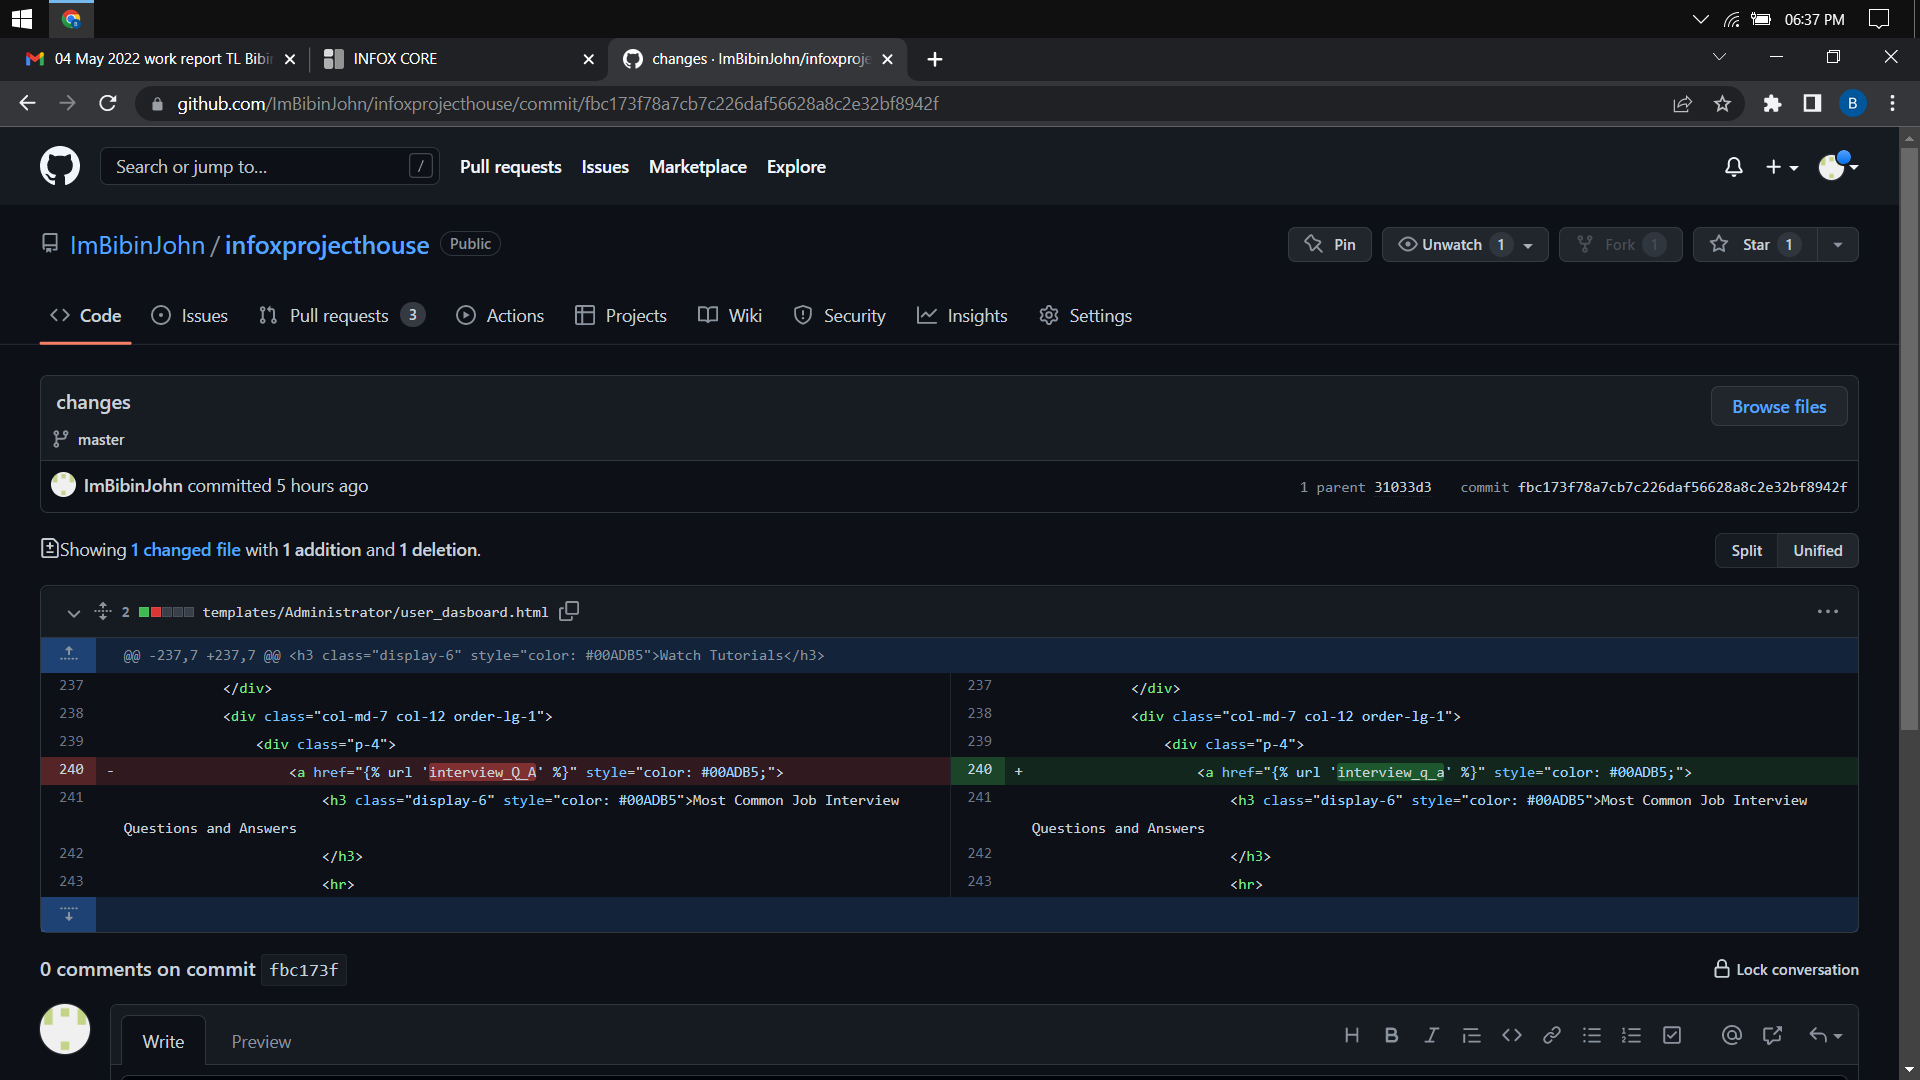 06:37 PM
04 May 2022 work report TL Bibin
INFOX CORE
changes · ImBibinJohn/infoxproje
github.com/ImBibinJohn/infoxprojecthouse/commit/fbc173f78a7cb7c226daf56628a8c2e32bf8942f
B
Search or jump to... /
Pull requests Issues Marketplace Explore
ImBibinJohn / infoxprojecthouse Public
Pin Unwatch 1 Fork 1 Star 1
Code Issues Pull requests 3 Actions Projects Wiki Security Insights Settings
changes
Browse files
master
ImBibinJohn committed 5 hours ago
1 parent 31033d3 commit fbc173f78a7cb7c226daf56628a8c2e32bf8942f
Showing 1 changed file with 1 addition and 1 deletion.
Split Unified
2 templates/Administrator/user_dasboard.html
@@ -237,7 +237,7 @@ <h3 class="display-6" style="color: #00ADB5">Watch Tutorials</h3>
237 </div> 237 </div>
238 <div class="col-md-7 col-12 order-lg-1"> 238 <div class="col-md-7 col-12 order-lg-1">
239 <div class="p-4"> 239 <div class="p-4">
240 - <a href="{% url 'interview_Q_A' %}" style="color: #00ADB5;"> 240 + <a href="{% url 'interview_q_a' %}" style="color: #00ADB5;">
241 <h3 class="display-6" style="color: #00ADB5">Most Common Job Interview 241 <h3 class="display-6" style="color: #00ADB5">Most Common Job Interview
Questions and Answers Questions and Answers
242 </h3> 242 </h3>
243 <hr> 243 <hr>
0 comments on commit fbc173f
Lock conversation
Write Preview